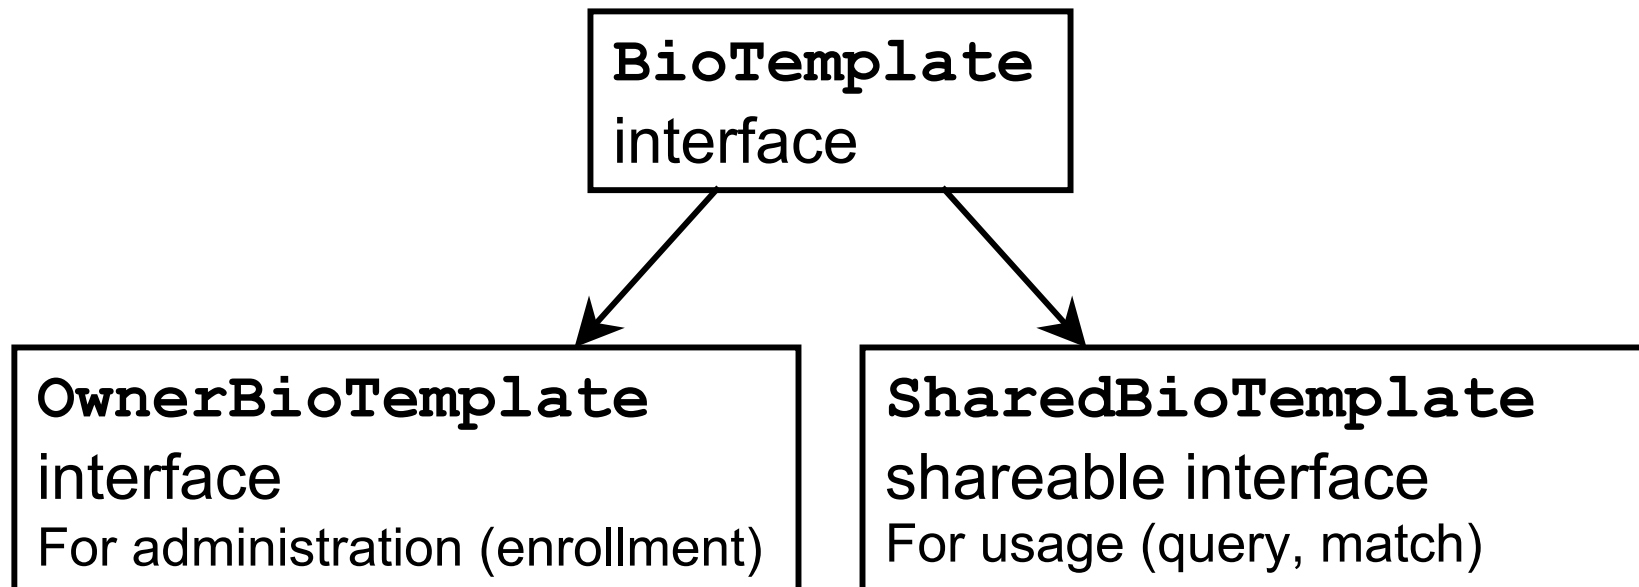 BioTemplate
interface
OwnerBioTemplate
interface
For administration (enrollment)
SharedBioTemplate
shareable interface
For usage (query, match)